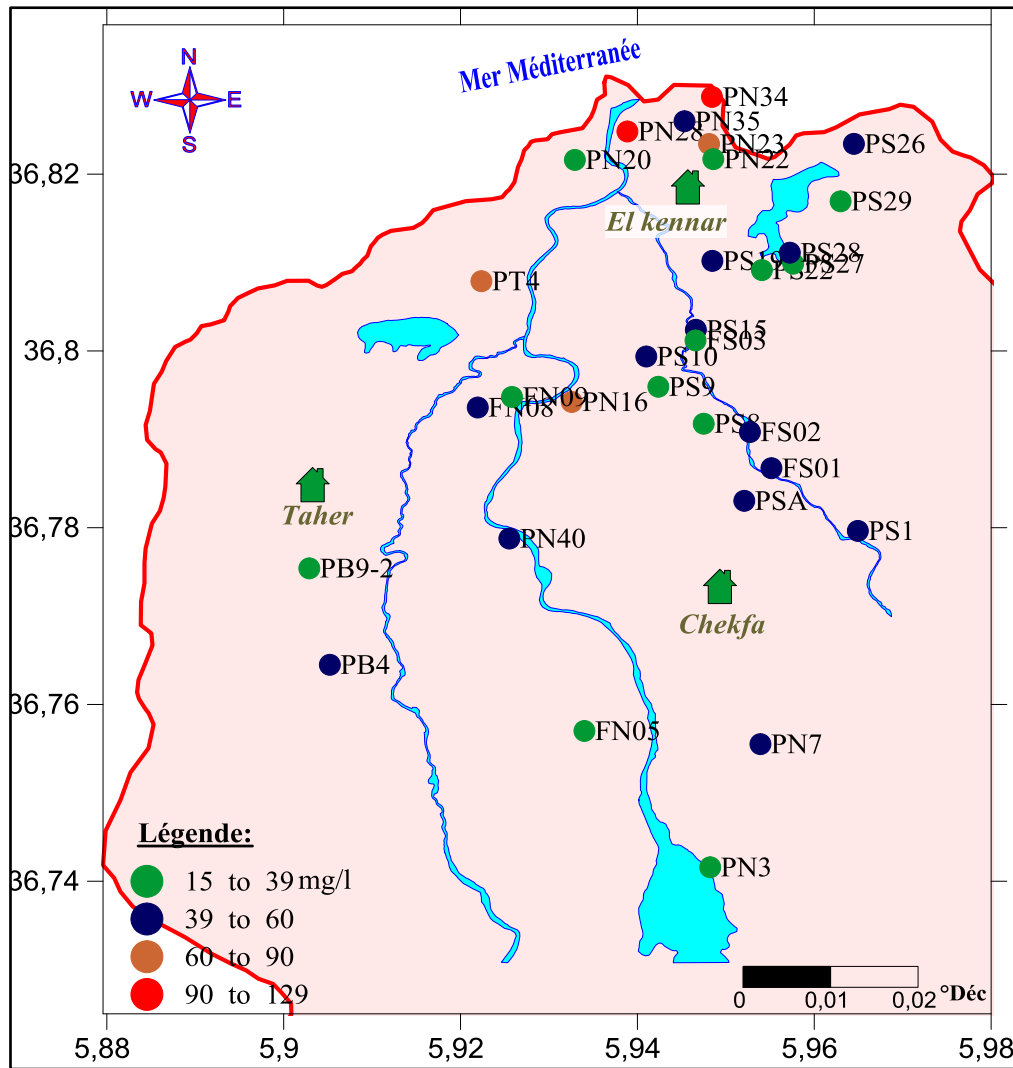 Mer Méditerranée
N
W E
S
PN34
PN35
PN28
PN23
PN22
PN20
PS26
36,82
PS29
El kennar
PS28
PS19
PS27
PS22
PT4
PS15
FS03
36,8
PS10
PS9
FN09
PN16
FN08
PS8
FS02
FS01
Taher
PSA
36,78
PS1
PN40
PB9-2
Chekfa
PB4
36,76
FN05
PN7
Légende:
PN3
36,74
15 to 39 mg/l
39 to 60
60 to 90
90 to 129
0 0,01 0,02 °Déc
5,88 5,9 5,92 5,94 5,96 5,98